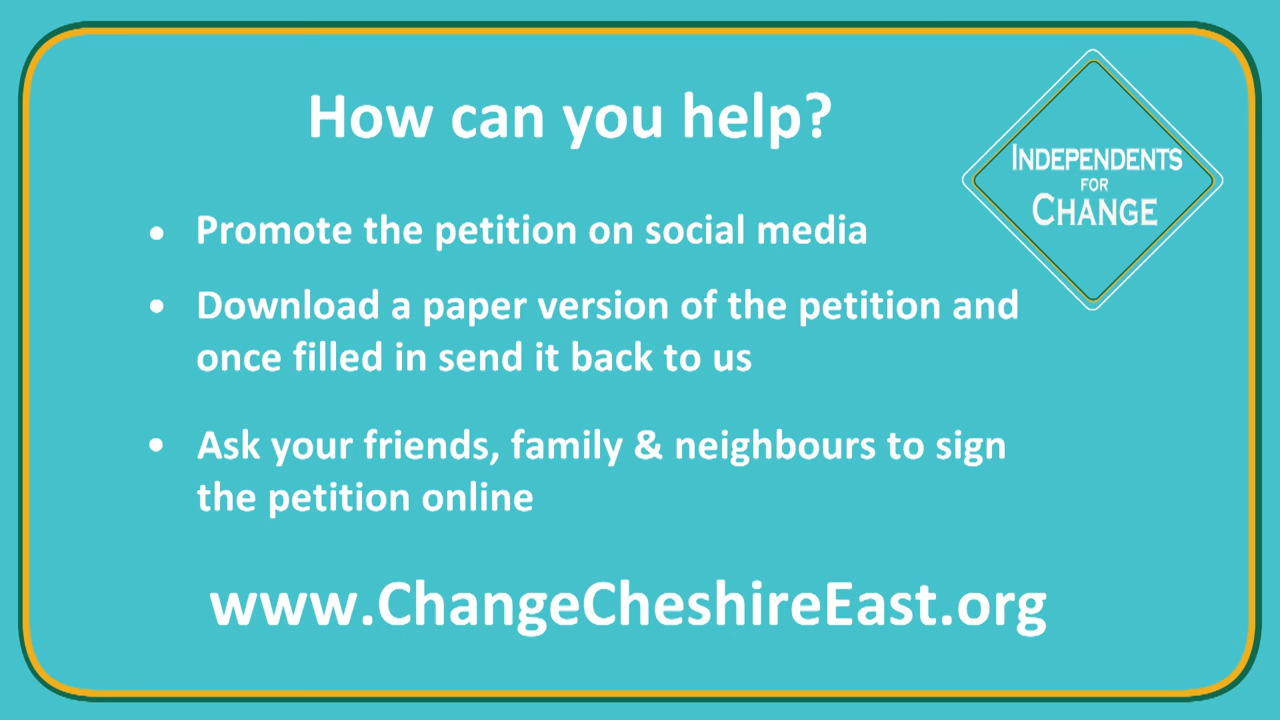 How can you help?
INDEPENDENTS
FOR
CHANGE
• Promote the petition on social media
• Download a paper version of the petition and
once filled in send it back to us
• Ask your friends, family & neighbours to sign
the petition online
www.ChangeCheshireEast.org